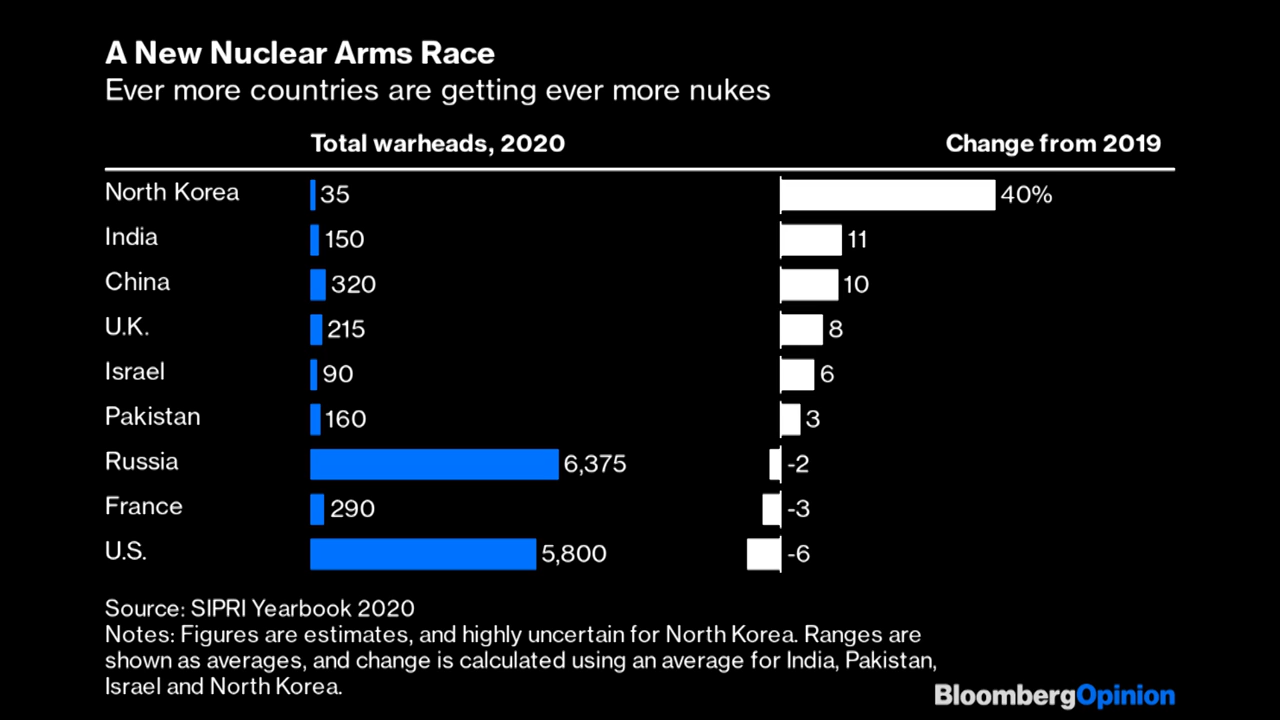 A New Nuclear Arms Race
Ever more countries are getting ever more nukes
Total warheads, 2020 Change from 2019
North Korea 35 40%
India 150 11
China 320 10
U.K. 215 8
Israel 90 6
Pakistan 160 3
Russia 6,375 -2
France 290 -3
U.S. 5,800 -6
Source: SIPRI Yearbook 2020
Notes: Figures are estimates, and highly uncertain for North Korea. Ranges are
shown as averages, and change is calculated using an average for India, Pakistan,
Israel and North Korea.
BloombergOpinion